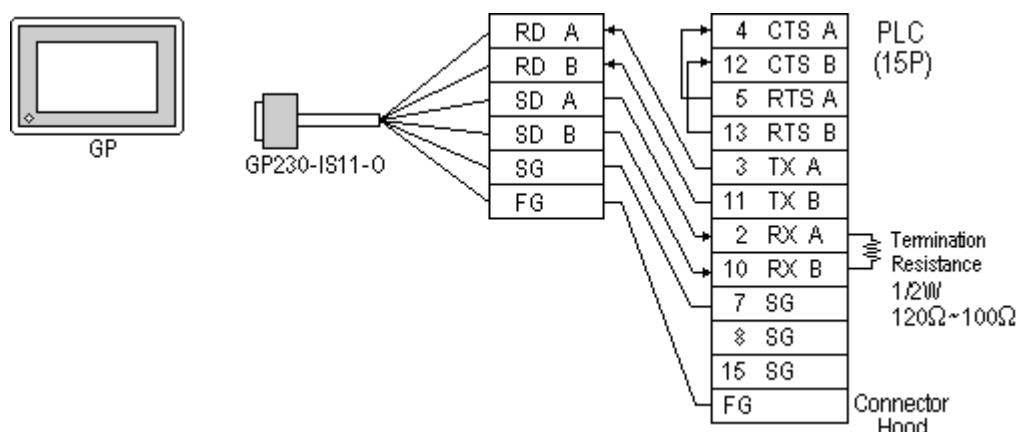 GP
GP230-IS11-O
RD A
RD B
SD A
SD B
SG
FG
4 CTS A
12 CTS B
5 RTS A
13 RTS B
3 TX A
11 TX B
2 RX A
10 RX B
7 SG
8 SG
15 SG
FG
PLC
(15P)
Termination
Resistance
1/2W
120Ω~100Ω
Connector
Hood